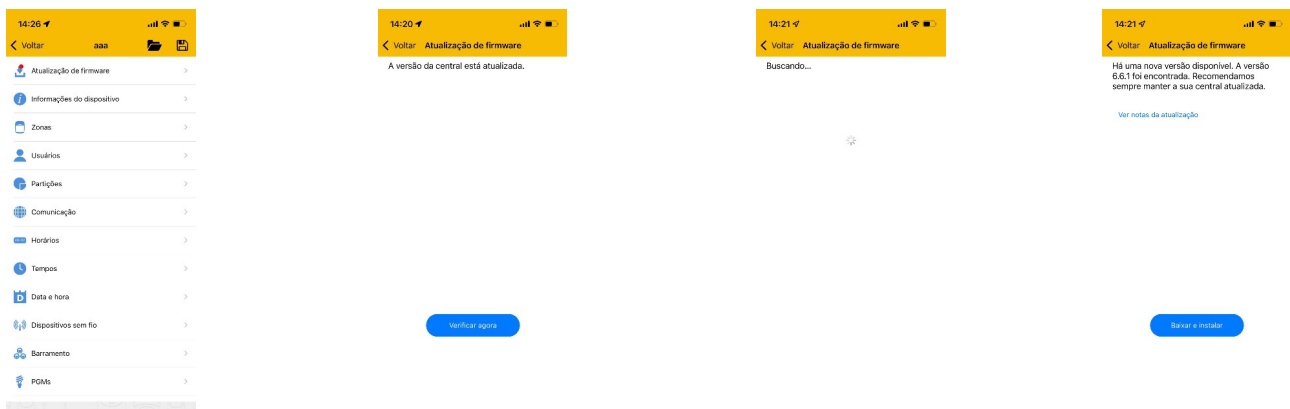 14:26
Voltar aaa
Atualização de firmware
Informações do dispositivo
Zonas
Usuários
Partições
Comunicação
Horários
Tempos
Data e hora
Dispositivos sem fio
Barramento
PGMs
14:20
Voltar Atualização de firmware
A versão da central está atualizada.
Verificar agora
14:21
Voltar Atualização de firmware
Buscando...
14:21
Voltar Atualização de firmware
Há uma nova versão disponível. A versão
6.6.1 foi encontrada. Recomendamos
sempre manter a sua central atualizada.
Ver notas da atualização
Baixar e instalar